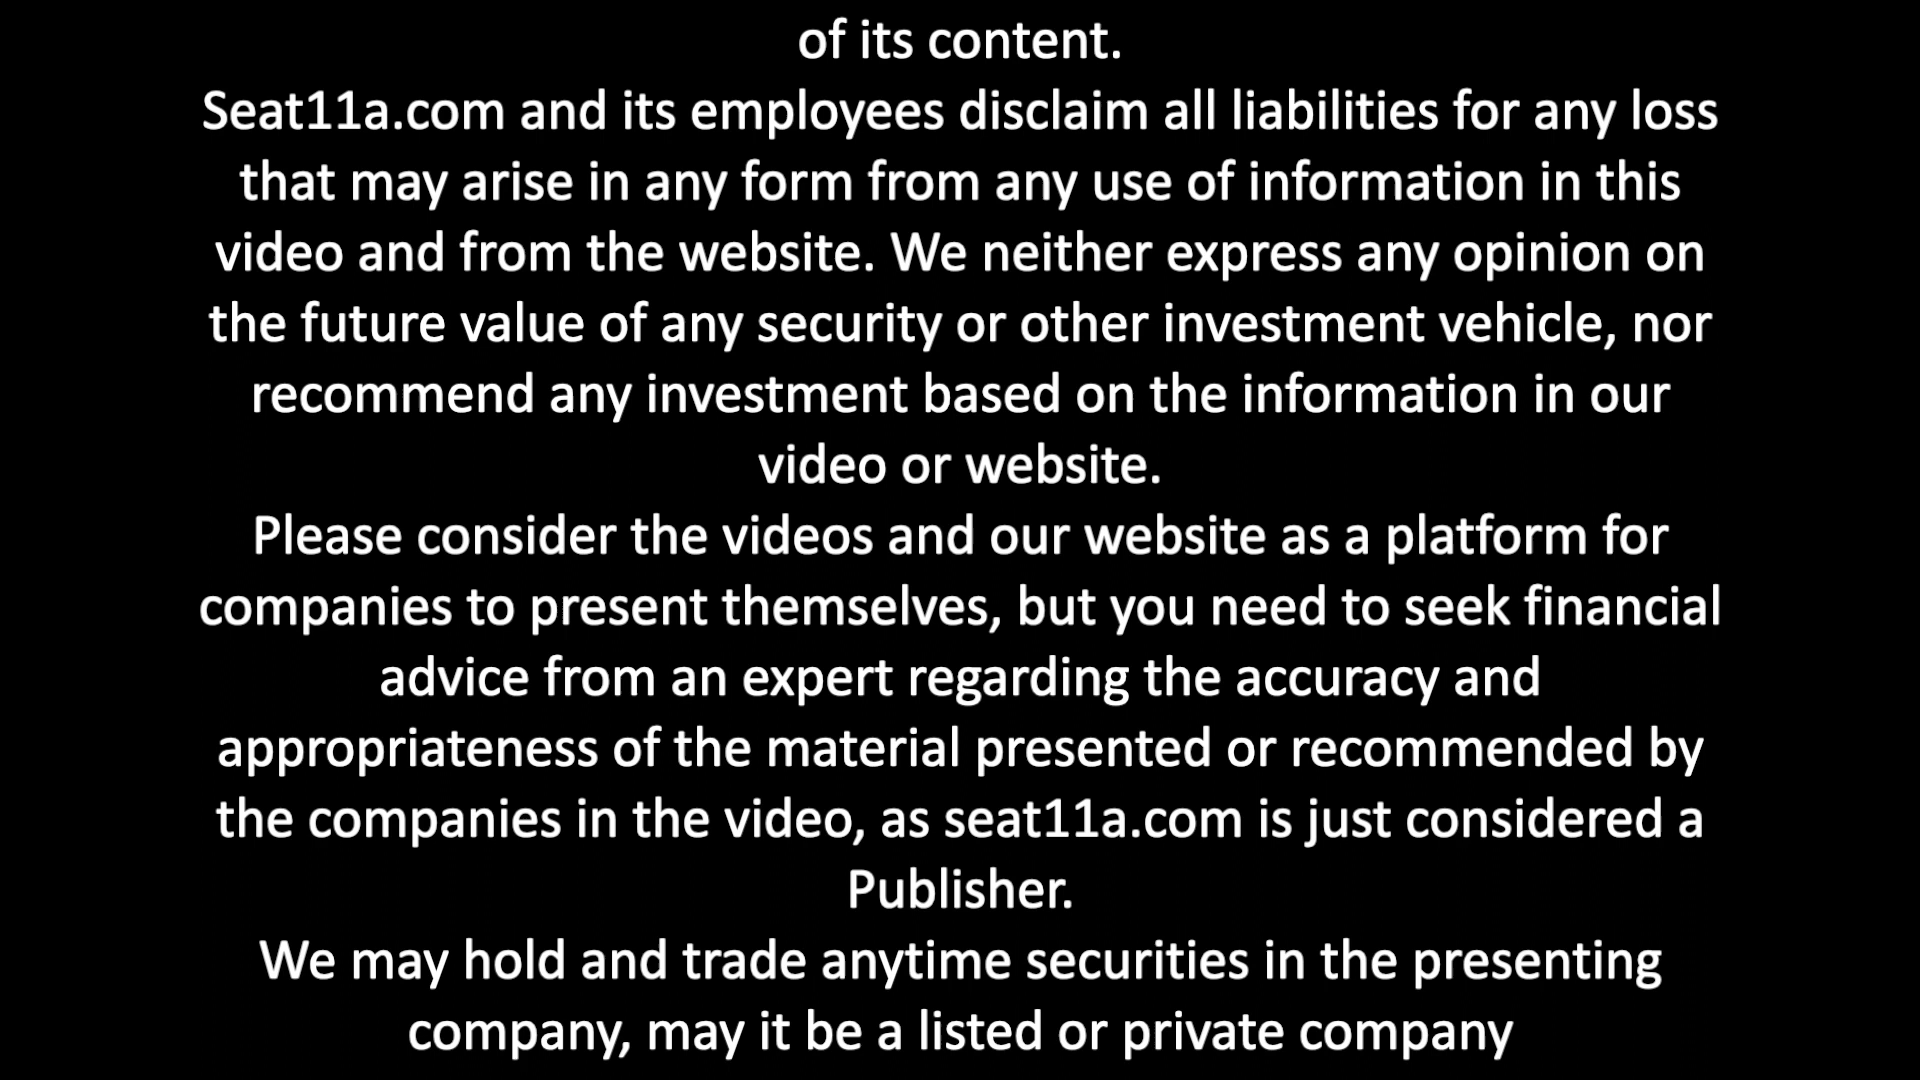 of its content.
Seat11a.com and its employees disclaim all liabilities for any loss
that may arise in any form from any use of information in this
video and from the website. We neither express any opinion on
the future value of any security or other investment vehicle, nor
recommend any investment based on the information in our
video or website.
Please consider the videos and our website as a platform for
companies to present themselves, but you need to seek financial
advice from an expert regarding the accuracy and
appropriateness of the material presented or recommended by
the companies in the video, as seat11a.com is just considered a
Publisher.
We may hold and trade anytime securities in the presenting
company, may it be a listed or private company